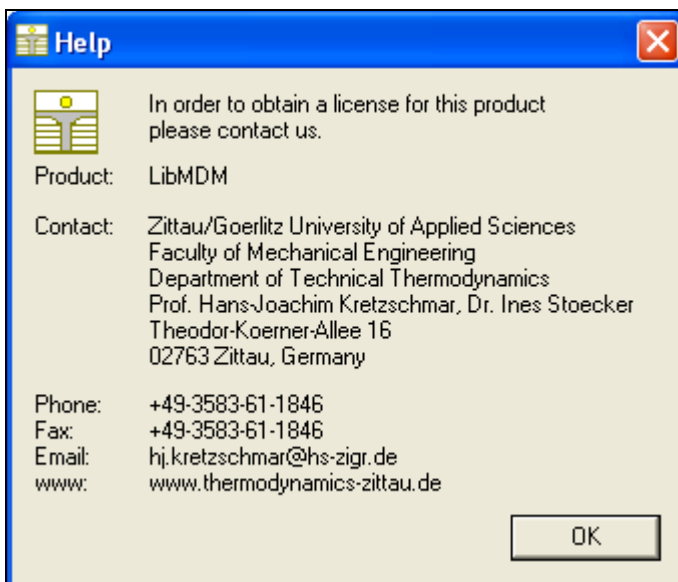 Help
In order to obtain a license for this product
please contact us.
Product: LibMDM
Contact: Zittau/Goerlitz University of Applied Sciences
Faculty of Mechanical Engineering
Department of Technical Thermodynamics
Prof. Hans-Joachim Kretzschmar, Dr. Ines Stoecker
Theodor-Koerner-Allee 16
02763 Zittau, Germany
Phone: +49-3583-61-1846
Fax: +49-3583-61-1846
Email: hj.kretzschmar@hs-zigr.de
www: www.thermodynamics-zittau.de
OK